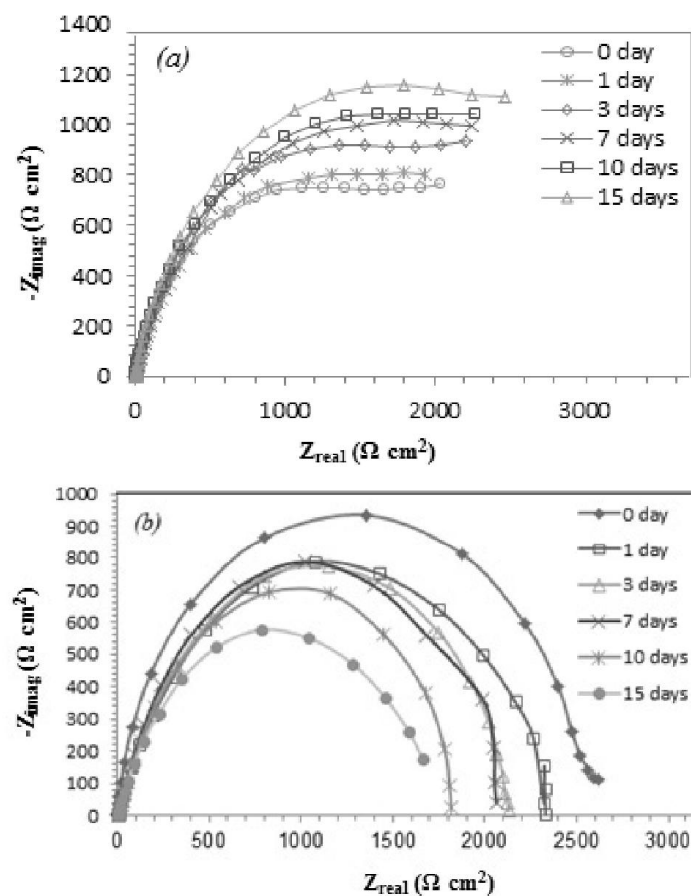 1400
(a)
0 day
1200
1 day
3 days
1000
7 days
800
10 days
15 days
600
400
200
0
-Zimag (Ω cm²)
0 1000 2000 3000
Zreal (Ω cm²)
1000
(b)
0 day
900
1 day
800
3 days
700
7 days
600
10 days
500
15 days
400
300
200
100
0
-Zimag (Ω cm²)
0 500 1000 1500 2000 2500 3000
Zreal (Ω cm²)